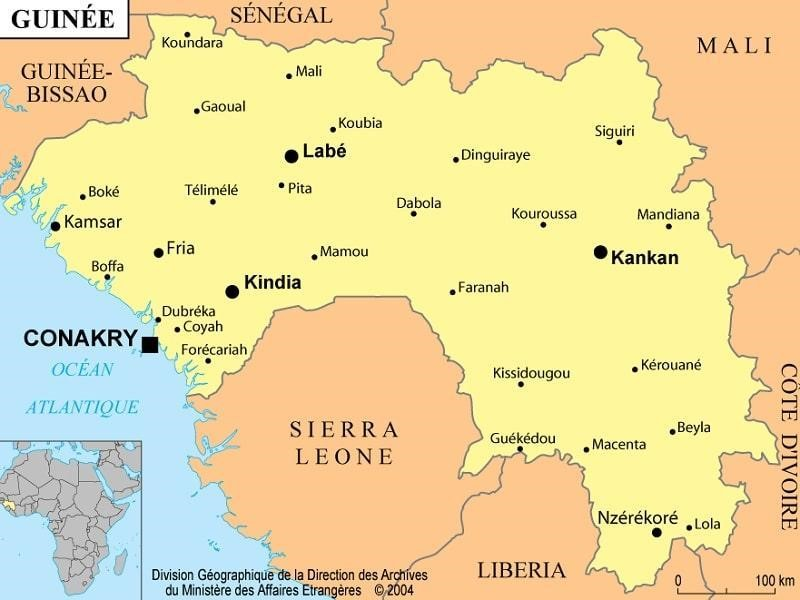 GUINÉE
SÉNÉGAL
MALI
GUINÉE-
BISSAO
Koundara
Mali
Gaoual
Koubia
Siguiri
Labé
Dinguiraye
Boké
Télimélé
Pita
Dabola
Kouroussa
Mandiana
Kamsar
Fria
Mamou
Kankan
Boffa
Kindia
Faranah
Dubréka
Coyah
CONAKRY
Forécariah
OCÉAN
ATLANTIQUE
Kissidougou
Kérouané
CÔTE D'IVOIRE
SIERRA
LEONE
Guékédou
Macenta
Beyla
Nzérékoré
Lola
LIBERIA
Division Géographique de la Direction des Archives
du Ministère des Affaires Etrangères © 2004
0 100 km